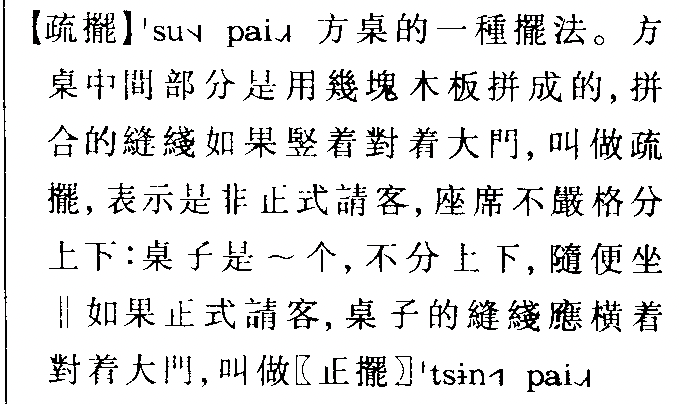 【疏擺】ˈsu˧˩ pai˩˧ 方桌的一種擺法。方
桌中間部分是用幾塊木板拼成的,拼
合的縫綫如果竪着對着大門,叫做疏
擺,表示是非正式請客,座席不嚴格分
上下:桌子是～个,不分上下,隨便坐
‖如果正式請客,桌子的縫綫應横着
對着大門,叫做〖正擺〗ˈtsin˧˥ pai˩˧